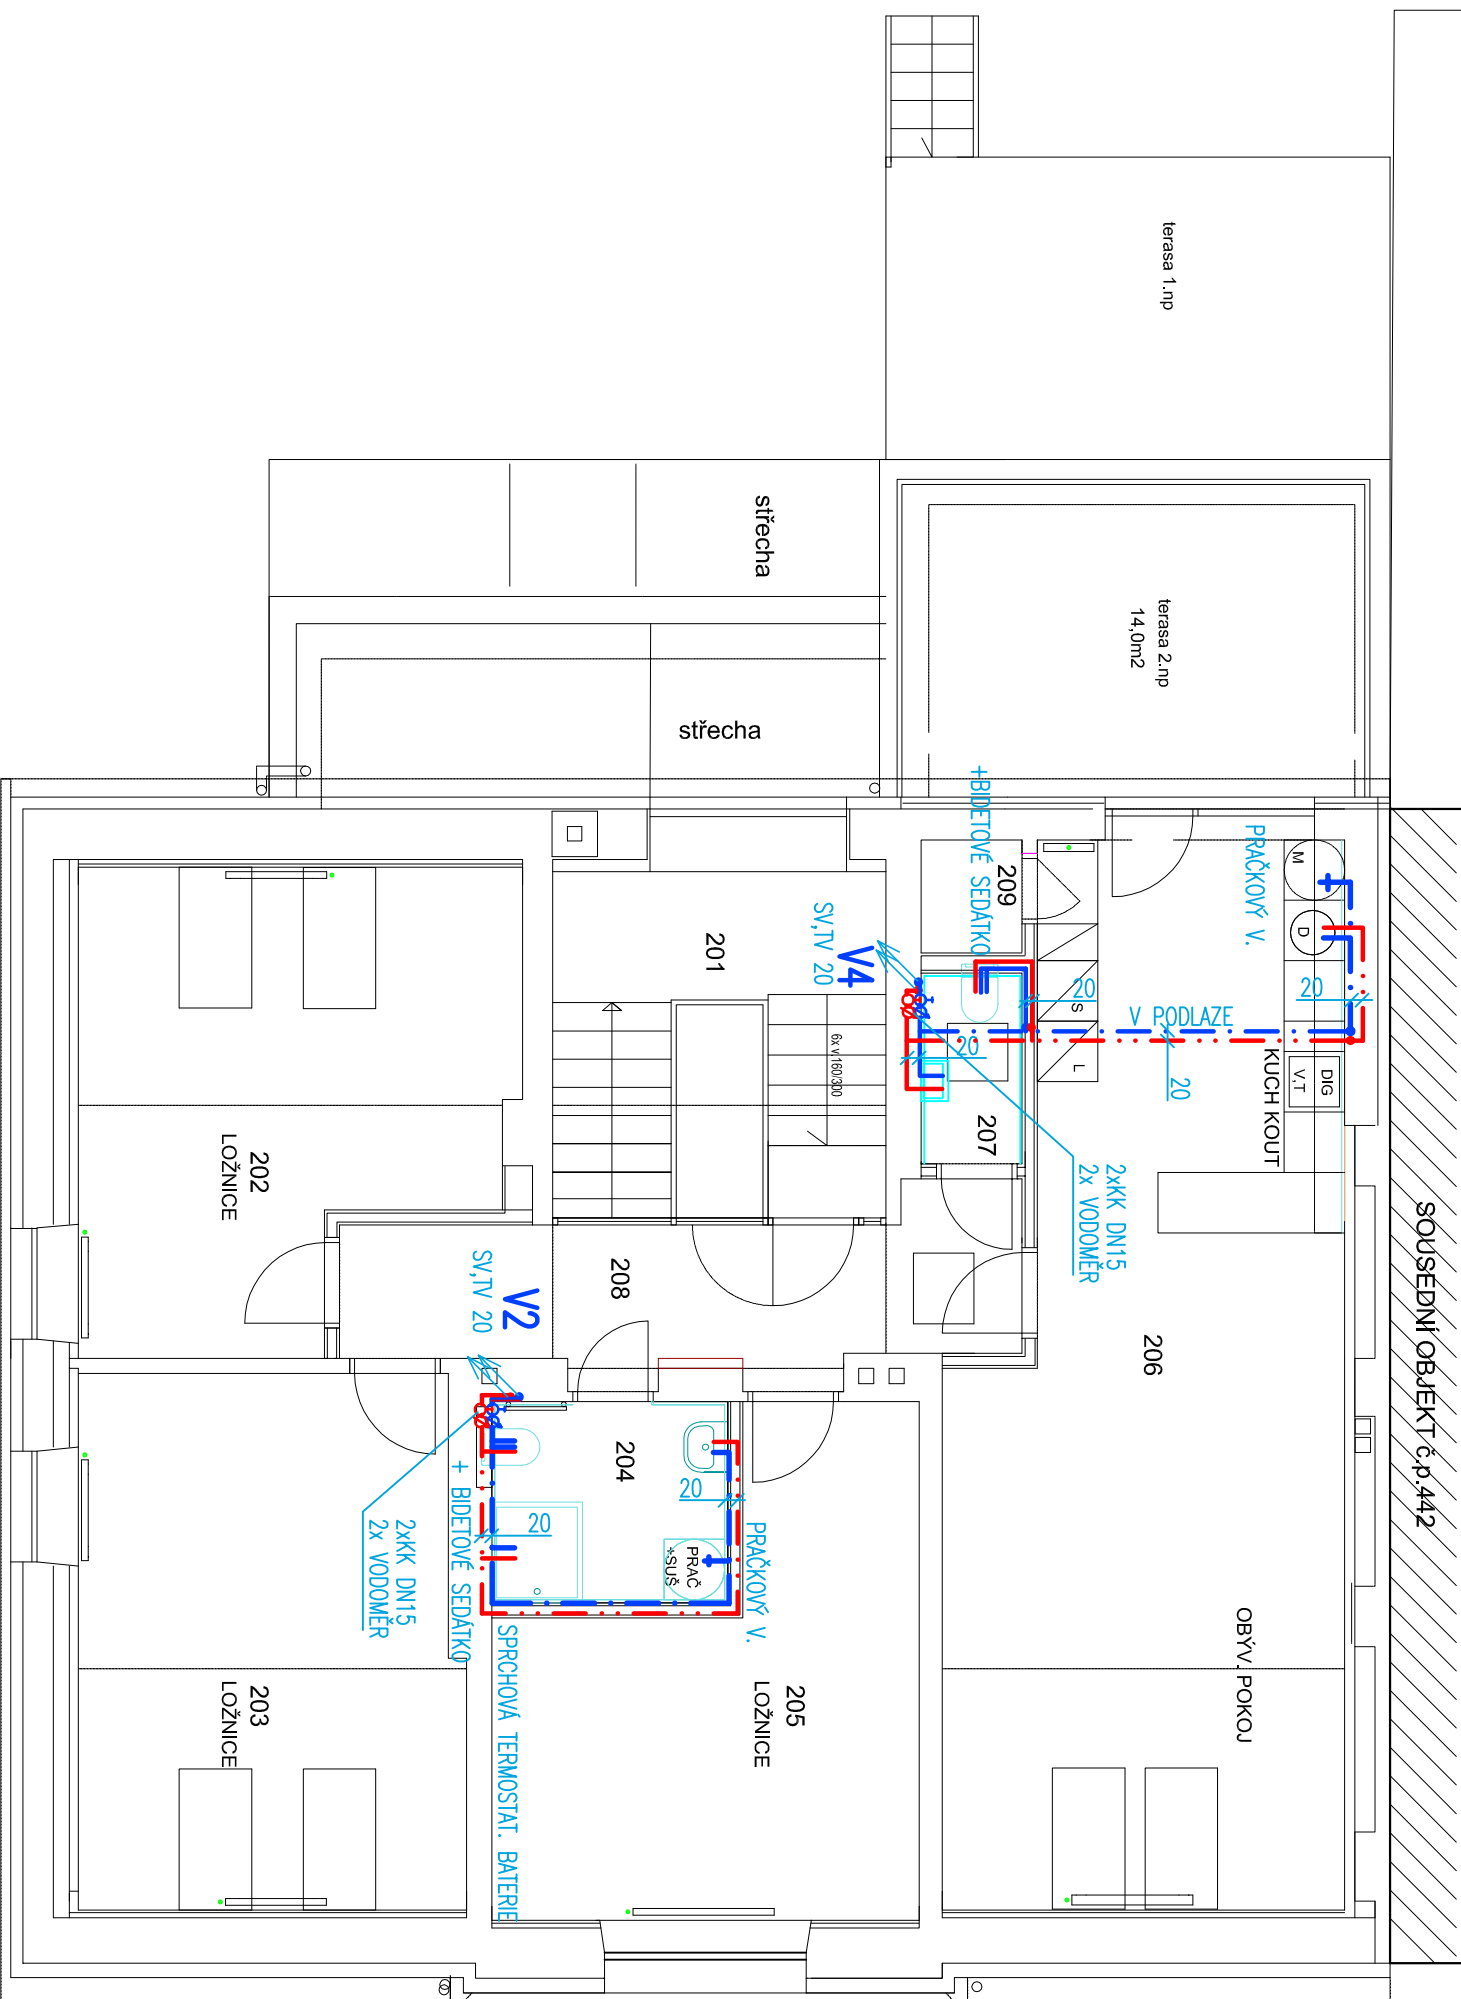 terasa 1.np
střecha
terasa 2.np
14,0m2
střecha
SOUSEDNÍ OBJEKT č.p.442
PRAČKOVÝ V.
M
D
20
V PODLAZE
20
KUCH KOUT
DIG
V,T
+BIDETOVÉ SEDÁTKO
209
20
S
L
20
207
201
V4
SV,TV 20
6x v.160/300
2xKK DN15
2x VODOMĚR
206
OBÝV. POKOJ
202
LOŽNICE
208
V2
SV,TV 20
204
20
20
PRAČ
+SUŠ
PRAČKOVÝ V.
+ BIDETOVÉ SEDÁTKO
2xKK DN15
2x VODOMĚR
SPRCHOVÁ TERMOSTAT. BATERIE
205
LOŽNICE
203
LOŽNICE